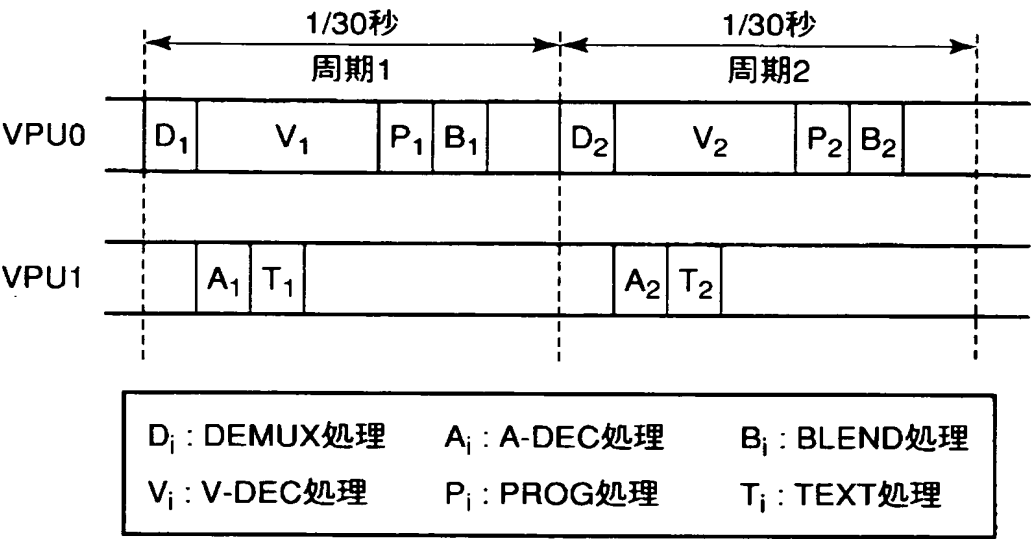 1/30秒 1/30秒
周期1 周期2
VPU0 D1 V1 P1 B1 D2 V2 P2 B2
VPU1 A1 T1 A2 T2
Di : DEMUX処理 Ai : A-DEC処理 Bi : BLEND処理
Vi : V-DEC処理 Pi : PROG処理 Ti : TEXT処理